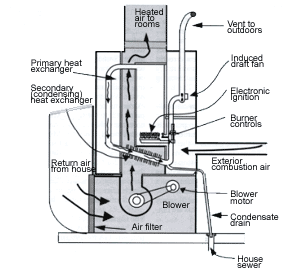 Heated
air to
rooms
Vent to
outdoors
Primary heat
exchanger
Induced
draft fan
Secondary
(condensing)
heat exchanger
Electronic
Ignition
Burner
controls
Return air
from house
Exterior
combustion air
Blower
Blower
motor
Air filter
Condensate
drain
House
sewer